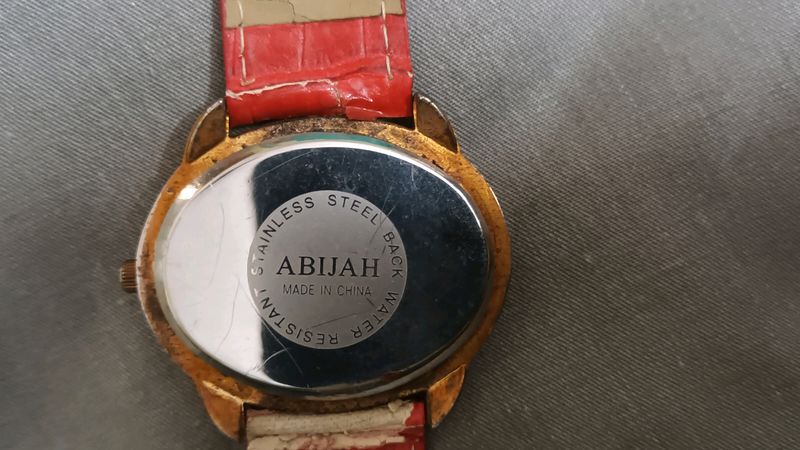 STAINLESS STEEL BACK WATER RESISTANT
ABIJAH
MADE IN CHINA